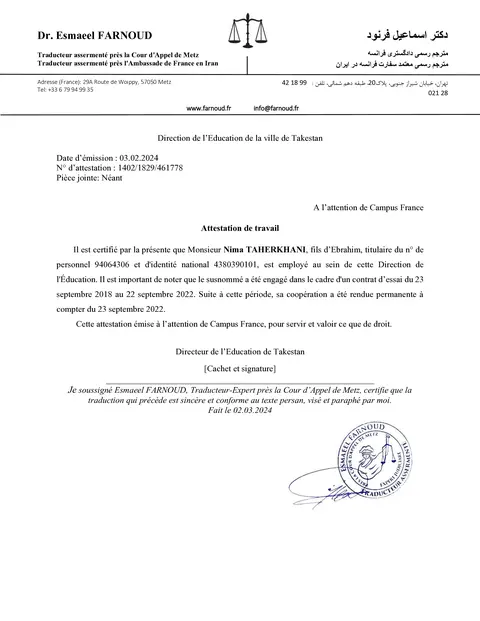 Dr. Esmaeel FARNOUD
دکتر اسماعیل فرنود
Traducteur assermenté près la Cour d'Appel de Metz
Traducteur assermenté près l'Ambassade de France en Iran
مترجم رسمی دادگستری فرانسه
مترجم رسمی معتمد سفارت فرانسه در ایران
Adresse (France): 29A Route de Woippy, 57050 Metz
Tel: +33 6 79 94 99 35
تهران، خیابان شیراز جنوبی، پلاک20، طبقه دهم شمالی، تلفن : 99 18 42
28 021
www.farnoud.fr info@farnoud.fr
Direction de l'Education de la ville de Takestan
Date d'émission : 03.02.2024
N° d'attestation : 1402/1829/461778
Pièce jointe: Néant
A l'attention de Campus France
Attestation de travail
Il est certifié par la présente que Monsieur Nima TAHERKHANI, fils d'Ebrahim, titulaire du n° de
personnel 94064306 et d'identité national 4380390101, est employé au sein de cette Direction de
l'Éducation. Il est important de noter que le susnommé a été engagé dans le cadre d'un contrat d'essai du 23
septembre 2018 au 22 septembre 2022. Suite à cette période, sa coopération a été rendue permanente à
compter du 23 septembre 2022.
Cette attestation émise à l'attention de Campus France, pour servir et valoir ce que de droit.
Directeur de l'Education de Takestan
[Cachet et signature]
Je soussigné Esmaeel FARNOUD, Traducteur-Expert près la Cour d'Appel de Metz, certifie que la
traduction qui précède est sincère et conforme au texte persan, visé et paraphé par moi.
Fait le 02.03.2024
ESMAEEL FARNOUD
COUR D'APPEL DE METZ
EXPERT JUDICIAIRE
TRADUCTEUR ASSERMENTÉ